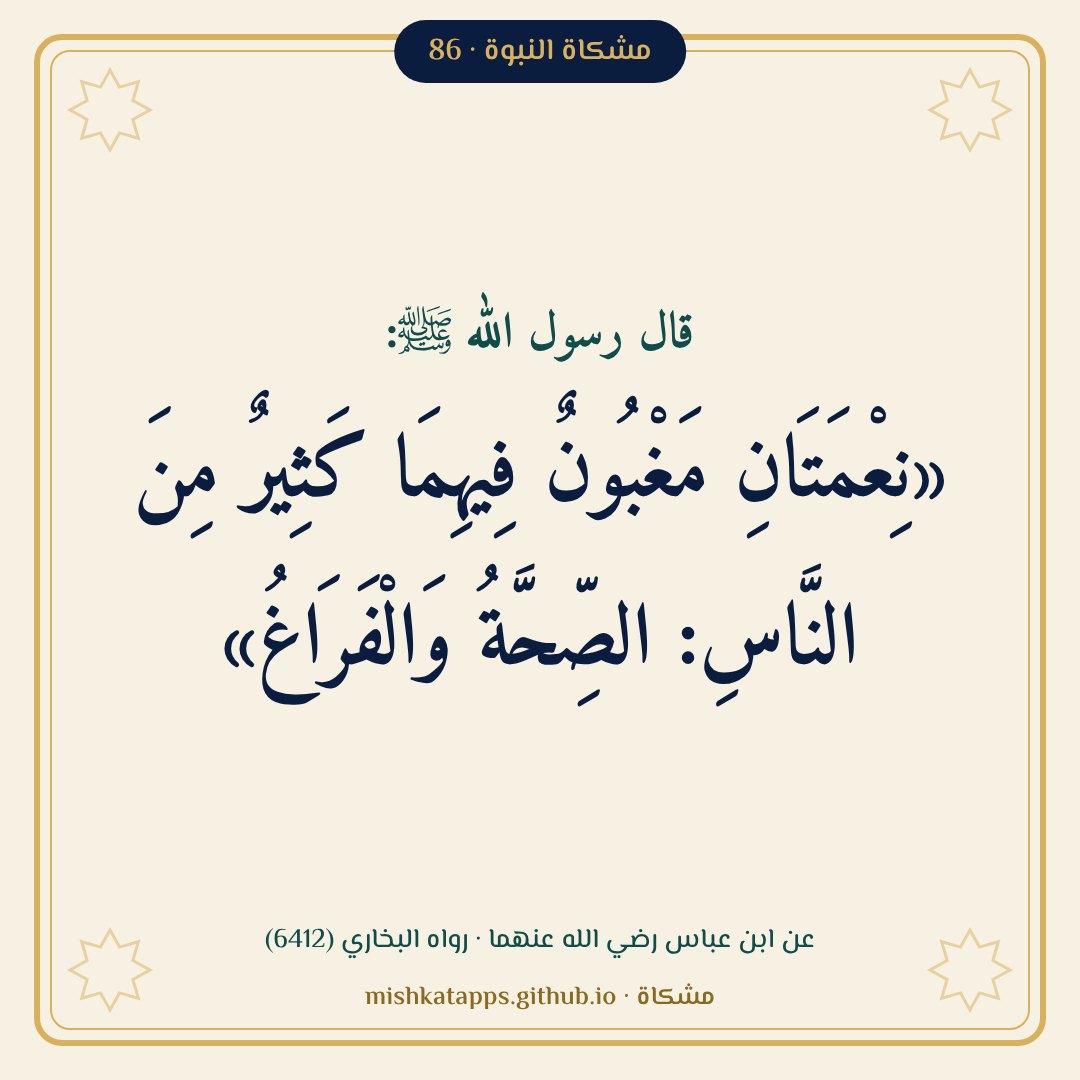 مشكاة النبوة · 86
قال رسول الله ﷺ:
«نِعْمَتَانِ مَغْبُونٌ فِيهِمَا كَثِيرٌ مِنَ
النَّاسِ: الصِّحَّةُ وَالْفَرَاغُ»
عن ابن عباس رضي الله عنهما · رواه البخاري (6412)
مشكاة · mishkatapps.github.io